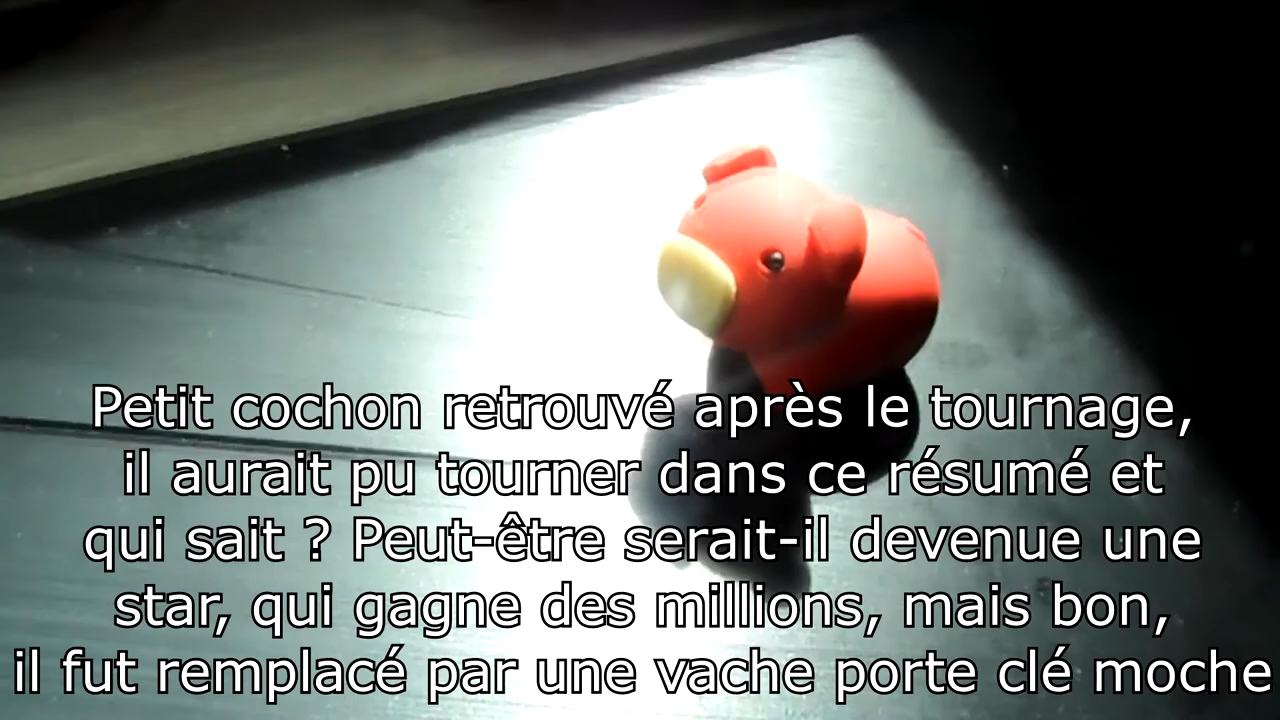 Petit cochon retrouvé après le tournage,
il aurait pu tourner dans ce résumé et
qui sait ? Peut-être serait-il devenue une
star, qui gagne des millions, mais bon,
il fut remplacé par une vache porte clé moche